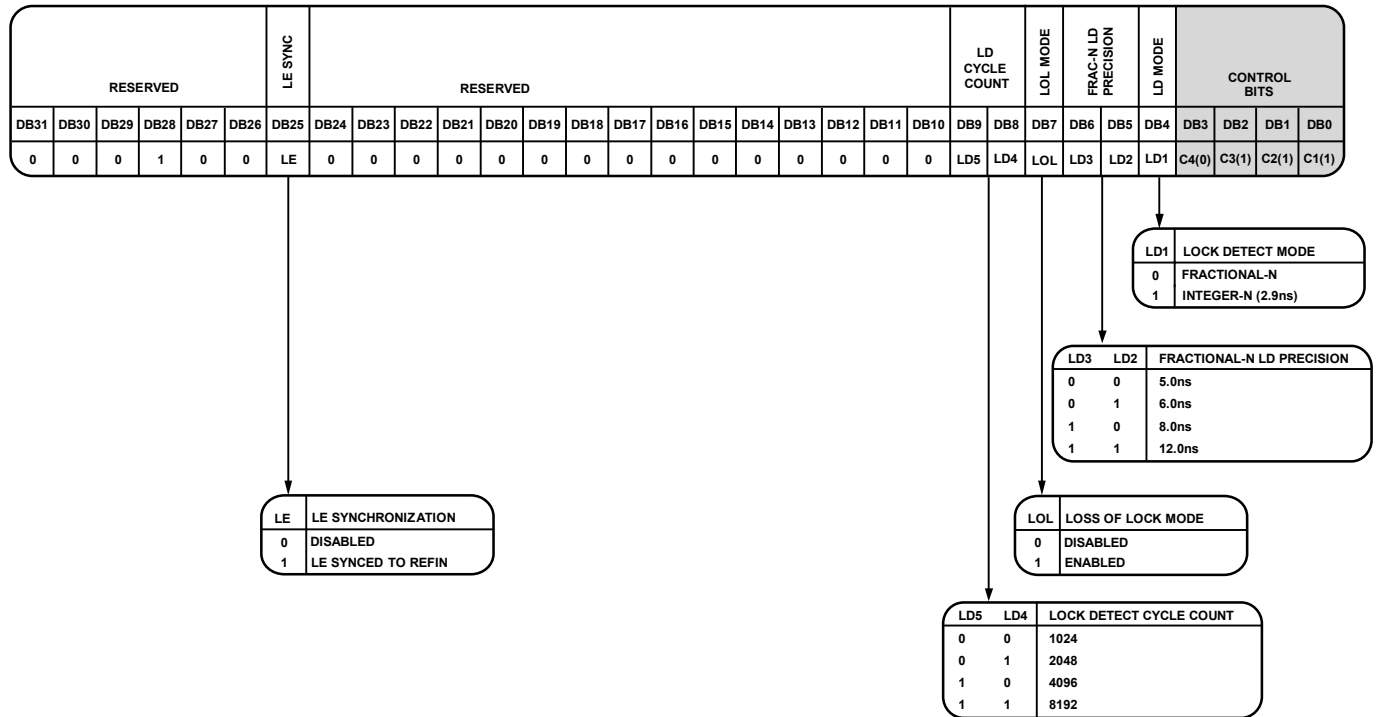 RESERVED
LE SYNC
RESERVED
LD
CYCLE
COUNT
LOL MODE
FRAC-N LD
PRECISION
LD MODE
CONTROL
BITS
DB31 DB30 DB29 DB28 DB27 DB26 DB25 DB24 DB23 DB22 DB21 DB20 DB19 DB18 DB17 DB16 DB15 DB14 DB13 DB12 DB11 DB10 DB9 DB8 DB7 DB6 DB5 DB4 DB3 DB2 DB1 DB0
0 0 0 1 0 0 LE 0 0 0 0 0 0 0 0 0 0 0 0 0 0 0 LD5 LD4 LOL LD3 LD2 LD1 C4(0) C3(1) C2(1) C1(1)
LD1 LOCK DETECT MODE
0 FRACTIONAL-N
1 INTEGER-N (2.9ns)
LD3 LD2 FRACTIONAL-N LD PRECISION
0 0 5.0ns
0 1 6.0ns
1 0 8.0ns
1 1 12.0ns
LE LE SYNCHRONIZATION
0 DISABLED
1 LE SYNCED TO REFIN
LOL LOSS OF LOCK MODE
0 DISABLED
1 ENABLED
LD5 LD4 LOCK DETECT CYCLE COUNT
0 0 1024
0 1 2048
1 0 4096
1 1 8192